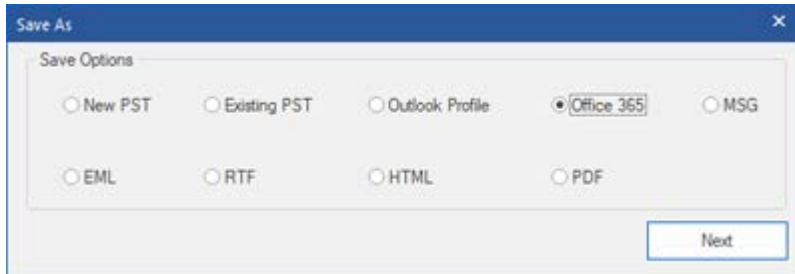 Save As
Save Options
New PST Existing PST Outlook Profile Office 365 MSG
EML RTF HTML PDF
Next